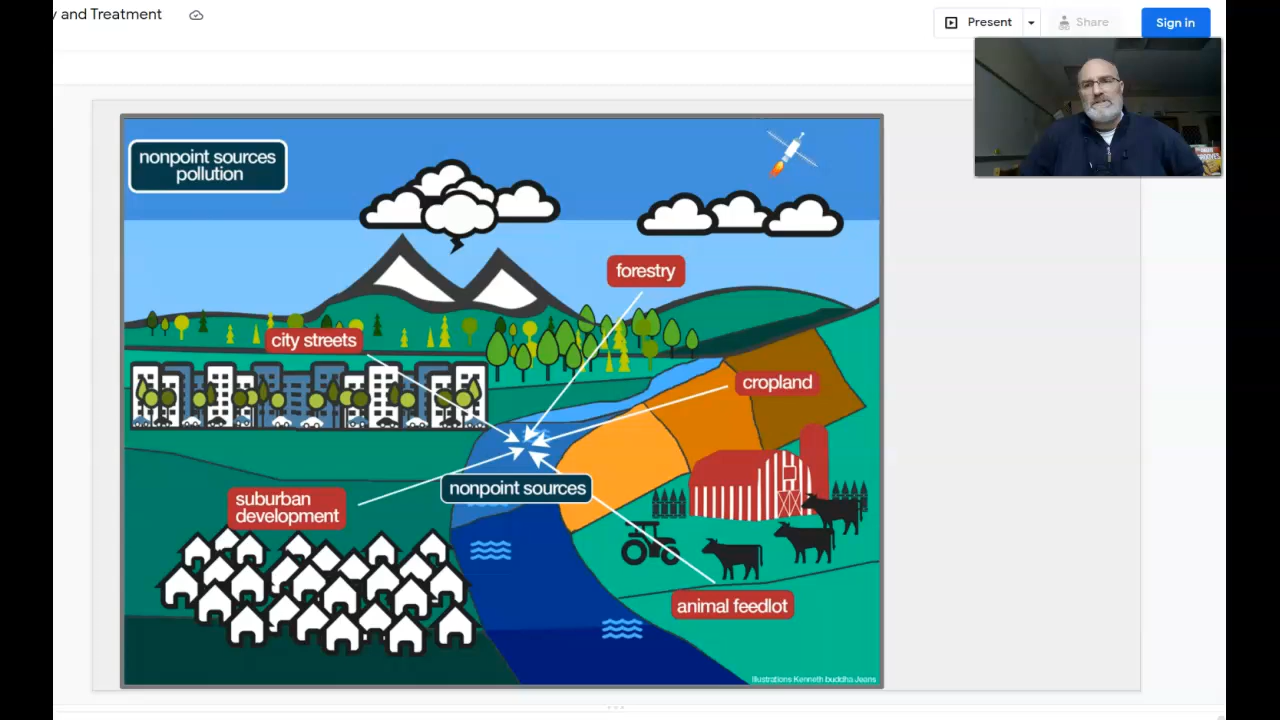 y and Treatment
Present
Share
Sign in
nonpoint sources
pollution
forestry
city streets
cropland
nonpoint sources
suburban
development
animal feedlot
Illustrations Kenneth buddha Jeans